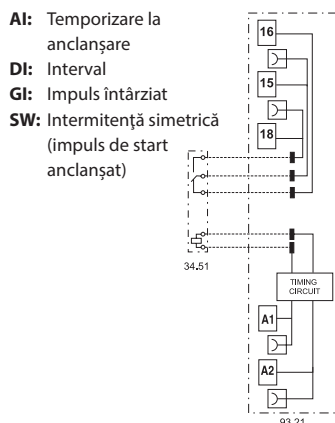 AI: Temporizare la
anclanșare
DI: Interval
GI: Impuls întârziat
SW: Intermitență simetrică
(impuls de start
anclanșat)
16
15
18
34.51
TIMING
CIRCUIT
A1
A2
93.21